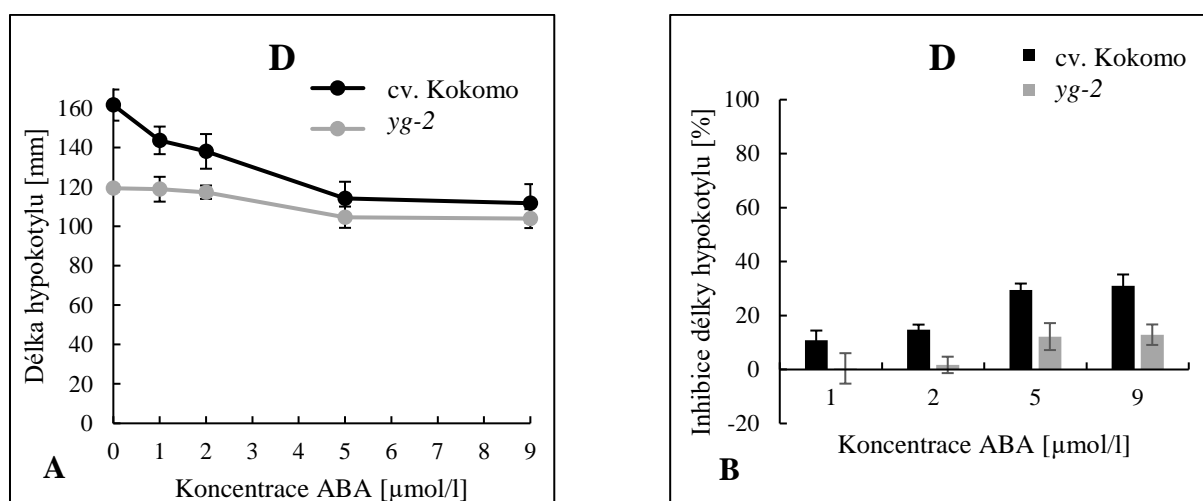 D
cv. Kokomo
yg-2
Délka hypokotylu [mm]
160
140
120
100
80
60
40
20
0
0 1 2 3 4 5 6 7 8 9
Koncentrace ABA [µmol/l]
A
D
cv. Kokomo
yg-2
Inhibice délky hypokotylu [%]
100
80
60
40
20
0
-20
1 2 5 9
Koncentrace ABA [µmol/l]
B